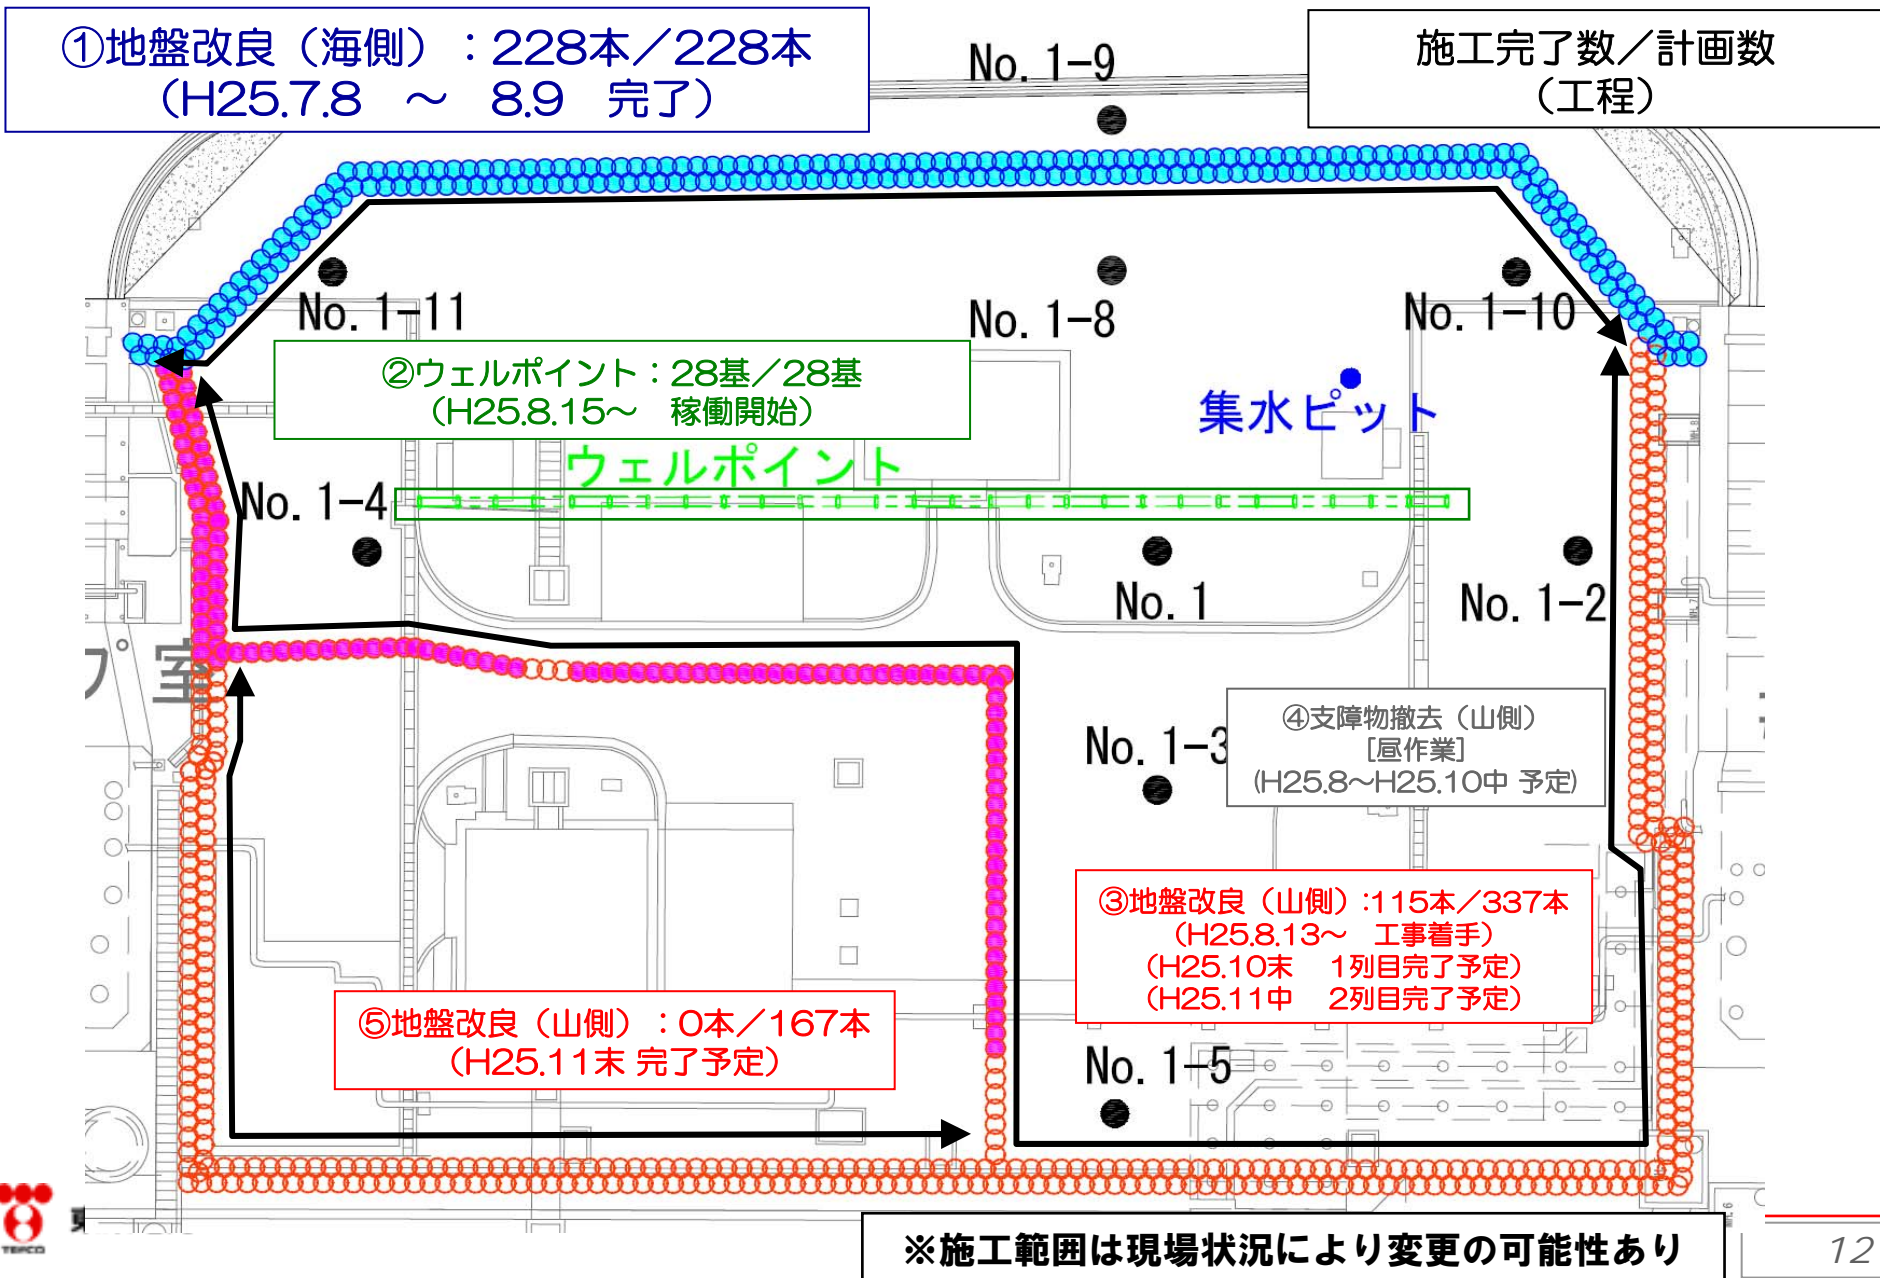 ①地盤改良（海側）：228本／228本
（H25.7.8　～　8.9　完了）
施工完了数／計画数
（工程）
No. 1-9
No. 1-11
No. 1-8
No. 1-10
②ウェルポイント：28基／28基
（H25.8.15～　稼働開始）
集水ピット
ウェルポイント
No. 1-4
No. 1
No. 1-2
プ室
No. 1-3
④支障物撤去（山側）
[昼作業]
(H25.8～H25.10中 予定)
③地盤改良（山側）:115本／337本
（H25.8.13～　工事着手）
（H25.10末　1列目完了予定）
（H25.11中　2列目完了予定）
⑤地盤改良（山側）：0本／167本
（H25.11末 完了予定）
No. 1-5
TEPCO
※施工範囲は現場状況により変更の可能性あり
12